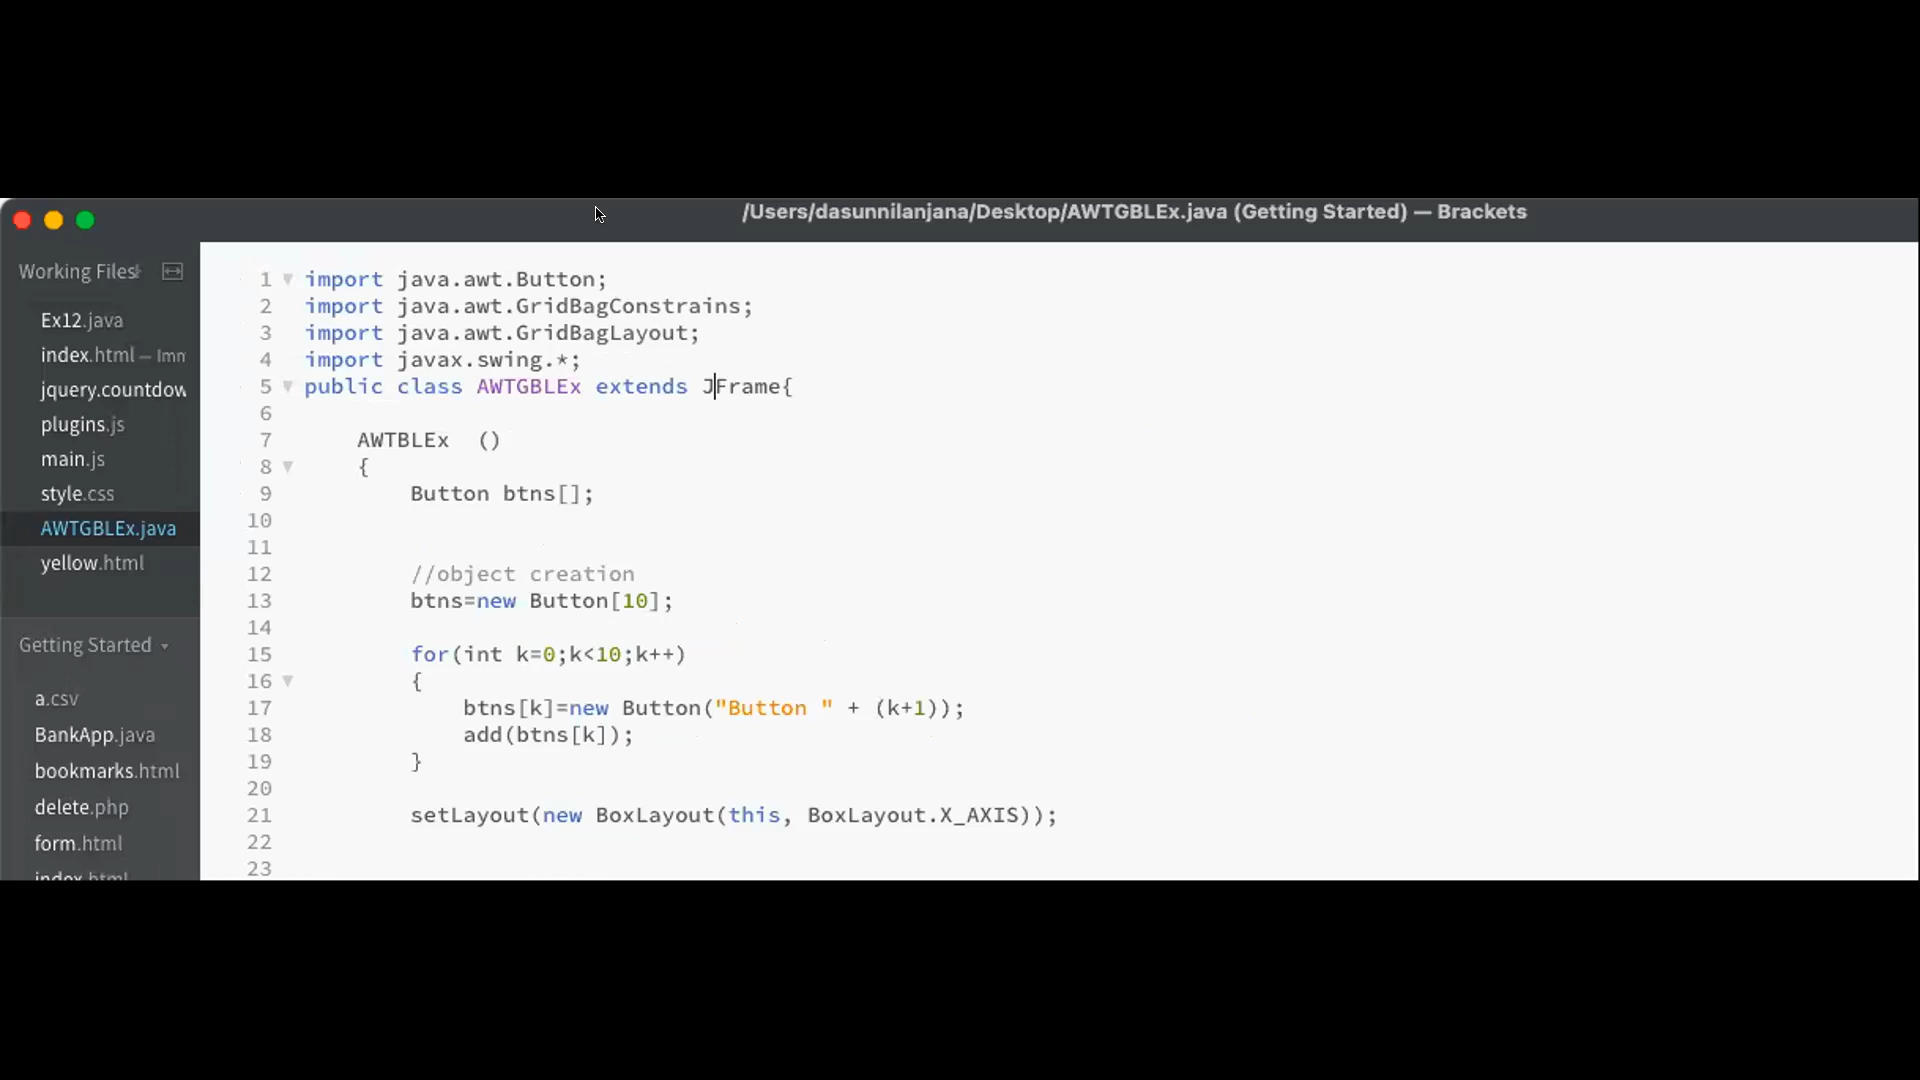 /Users/dasunnilanjana/Desktop/AWTGBLEx.java (Getting Started) — Brackets
Working Files
Ex12.java
index.html — Imm
jquery.countdow
plugins.js
main.js
style.css
AWTGBLEx.java
yellow.html
Getting Started
a.csv
BankApp.java
bookmarks.html
delete.php
form.html
index.html
1 import java.awt.Button;
2 import java.awt.GridBagConstrains;
3 import java.awt.GridBagLayout;
4 import javax.swing.*;
5 public class AWTGBLEx extends JFrame{
6
7 AWTBLEx ()
8 {
9 Button btns[];
10
11
12 //object creation
13 btns=new Button[10];
14
15 for(int k=0;k<10;k++)
16 {
17 btns[k]=new Button("Button " + (k+1));
18 add(btns[k]);
19 }
20
21 setLayout(new BoxLayout(this, BoxLayout.X_AXIS));
22
23